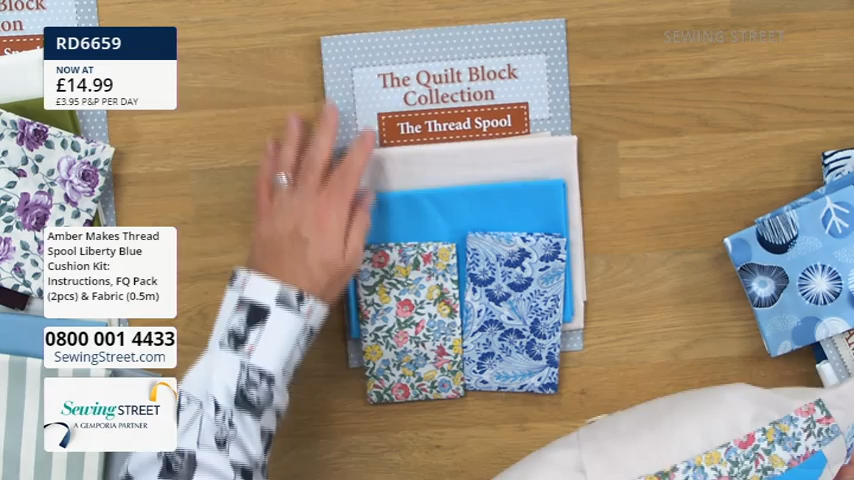 on
Spool
RD6659
NOW AT
£14.99
£3.95 P&P PER DAY
Amber Makes Thread
Spool Liberty Blue
Cushion Kit:
Instructions, FQ Pack
(2pcs) & Fabric (0.5m)
0800 001 4433
SewingStreet.com
Sewing STREET
A GEMPORIA PARTNER
The Quilt Block
Collection
The Thread Spool
SEWING STREET